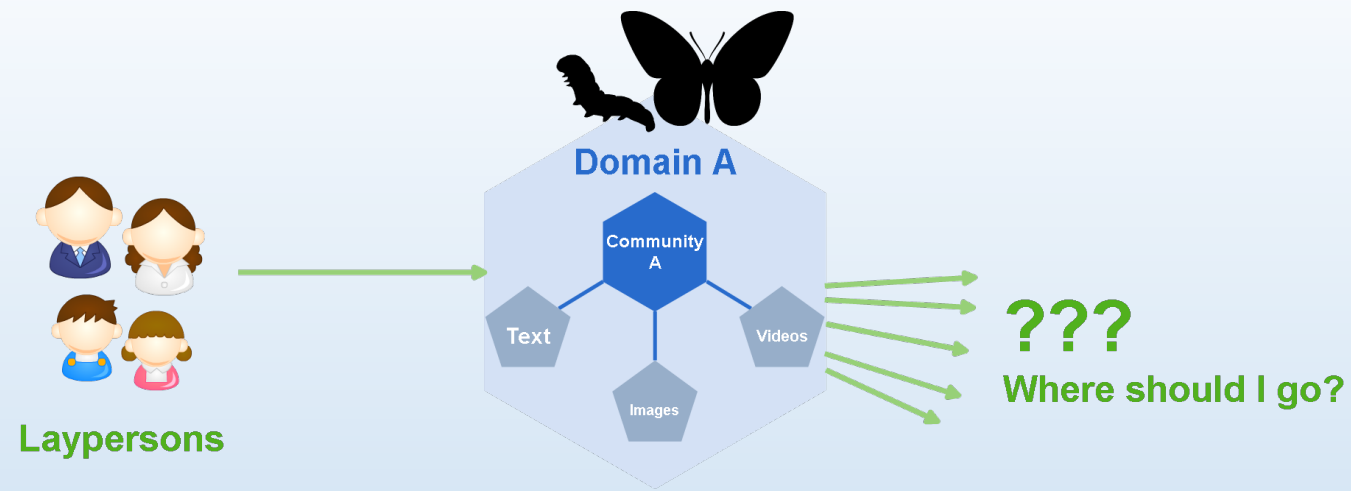 Domain A
Community
A
Text
Videos
Images
???
Where should I go?
Laypersons